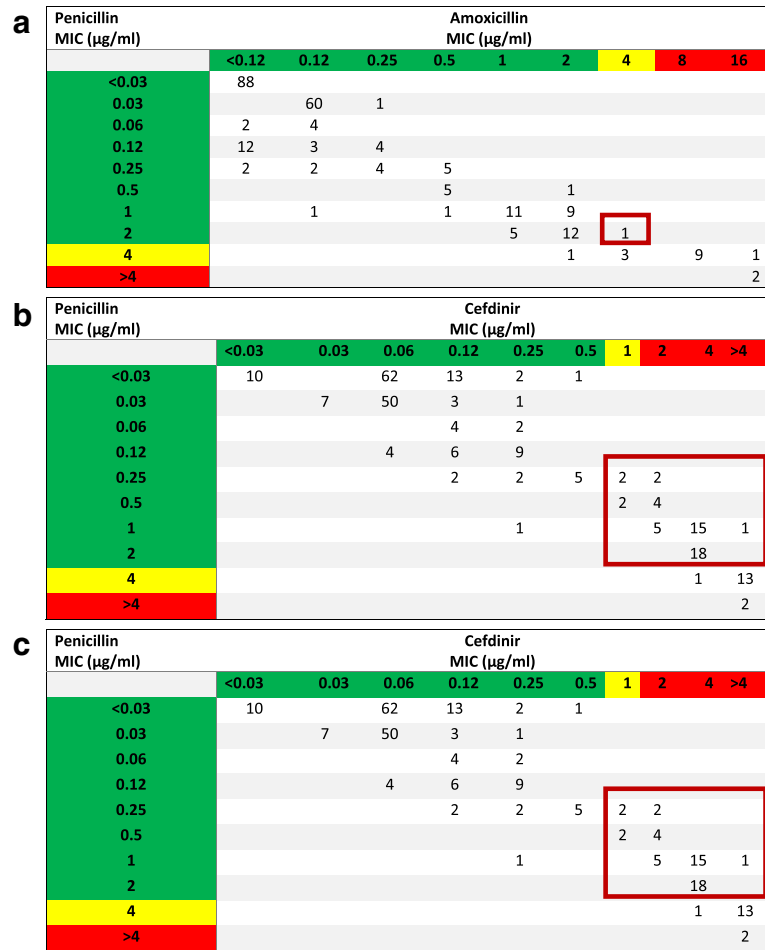 a
Penicillin Amoxicillin
MIC (µg/ml) MIC (µg/ml)
<0.12 0.12 0.25 0.5 1 2 4 8 16
<0.03 88
0.03 60 1
0.06 2 4
0.12 12 3 4
0.25 2 2 4 5
0.5 5 1
1 1 1 11 9
2 5 12 1
4 1 3 9 1
>4 2
b
Penicillin Cefdinir
MIC (µg/ml) MIC (µg/ml)
<0.03 0.03 0.06 0.12 0.25 0.5 1 2 4 >4
<0.03 10 62 13 2 1
0.03 7 50 3 1
0.06 4 2
0.12 4 6 9
0.25 2 2 5 2 2
0.5 2 4
1 1 5 15 1
2 18
4 1 13
>4 2
c
Penicillin Cefdinir
MIC (µg/ml) MIC (µg/ml)
<0.03 0.03 0.06 0.12 0.25 0.5 1 2 4 >4
<0.03 10 62 13 2 1
0.03 7 50 3 1
0.06 4 2
0.12 4 6 9
0.25 2 2 5 2 2
0.5 2 4
1 1 5 15 1
2 18
4 1 13
>4 2